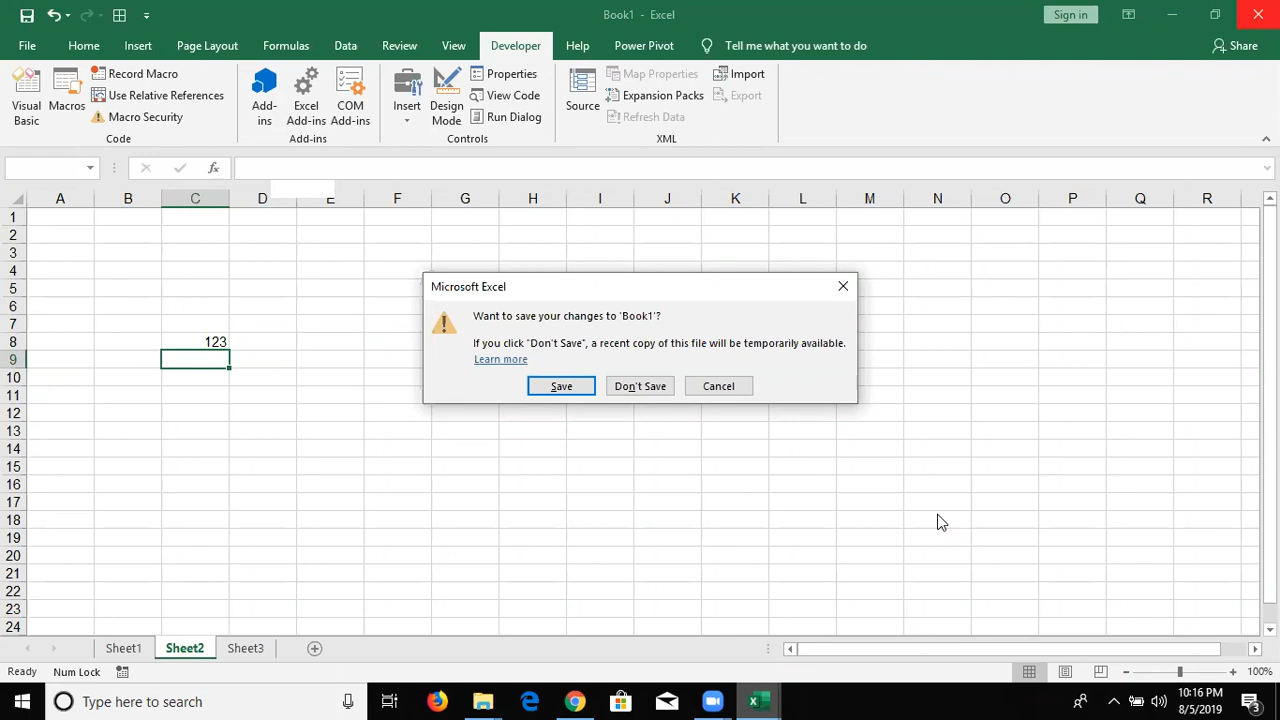 Book1 - Excel
Sign in
File Home Insert Page Layout Formulas Data Review View Developer Help Power Pivot Tell me what you want to do Share
Visual Basic
Macros
Record Macro
Use Relative References
Macro Security
Code
Add-ins
Excel Add-ins
COM Add-ins
Add-ins
Insert
Design Mode
Properties
View Code
Run Dialog
Controls
Source
Map Properties
Expansion Packs
Refresh Data
Import
Export
XML
fx
A B C D E F G H I J K L M N O P Q R
1
2
3
4
5
6
7
8 123
9
10
11
12
13
14
15
16
17
18
19
20
21
22
23
24
Microsoft Excel
Want to save your changes to 'Book1'?
If you click "Don't Save", a recent copy of this file will be temporarily available.
Learn more
Save Don't Save Cancel
Sheet1 Sheet2 Sheet3
Ready Num Lock 100%
Type here to search
10:16 PM
8/5/2019
3